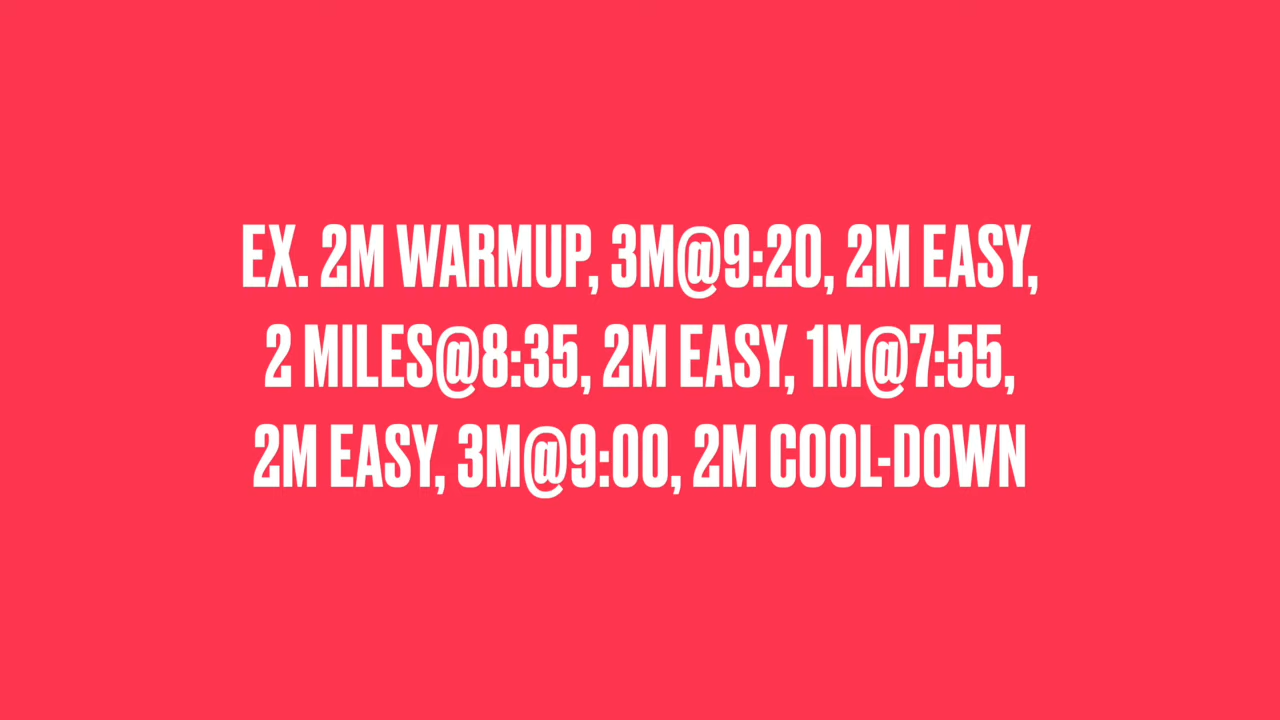 EX. 2M WARMUP, 3M@9:20, 2M EASY,
2 MILES@8:35, 2M EASY, 1M@7:55,
2M EASY, 3M@9:00, 2M COOL-DOWN